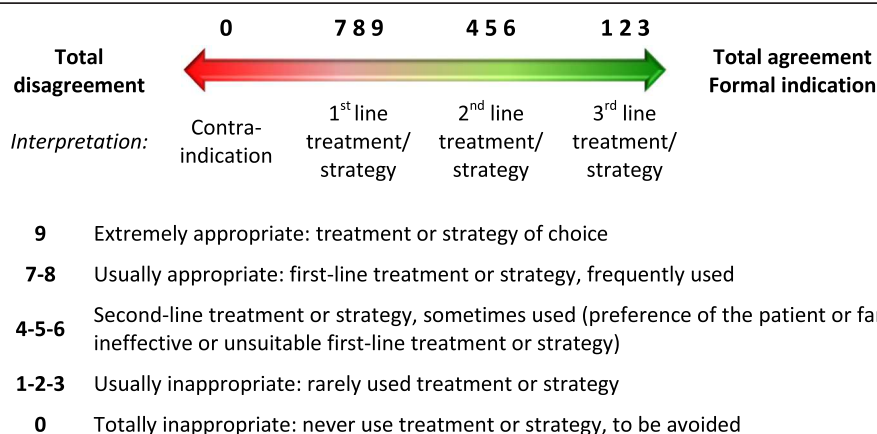 0 7 8 9 4 5 6 1 2 3
Total disagreement
Total agreement
Formal indication
Interpretation:
Contra-
indication
1st line
treatment/
strategy
2nd line
treatment/
strategy
3rd line
treatment/
strategy
9 Extremely appropriate: treatment or strategy of choice
7-8 Usually appropriate: first-line treatment or strategy, frequently used
4-5-6 Second-line treatment or strategy, sometimes used (preference of the patient or
ineffective or unsuitable first-line treatment or strategy)
1-2-3 Usually inappropriate: rarely used treatment or strategy
0 Totally inappropriate: never use treatment or strategy, to be avoided